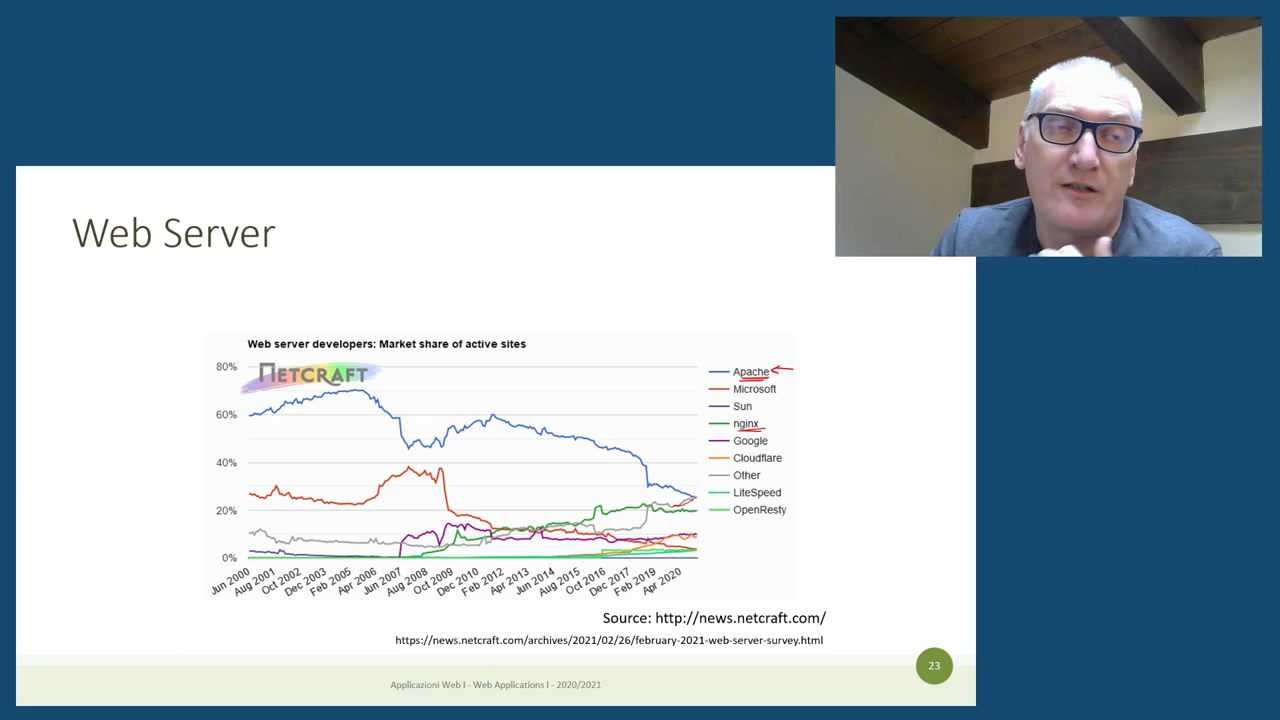 Web Server
Web server developers: Market share of active sites
NETCRAFT
80%
60%
40%
20%
0%
Jun 2000
Aug 2001
Oct 2002
Dec 2003
Feb 2005
Apr 2006
Jun 2007
Aug 2008
Oct 2009
Dec 2010
Feb 2012
Apr 2013
Jun 2014
Aug 2015
Oct 2016
Dec 2017
Feb 2019
Apr 2020
Apache
Microsoft
Sun
nginx
Google
Cloudflare
Other
LiteSpeed
OpenResty
Source: http://news.netcraft.com/
https://news.netcraft.com/archives/2021/02/26/february-2021-web-server-survey.html
23
Applicazioni Web I - Web Applications I - 2020/2021